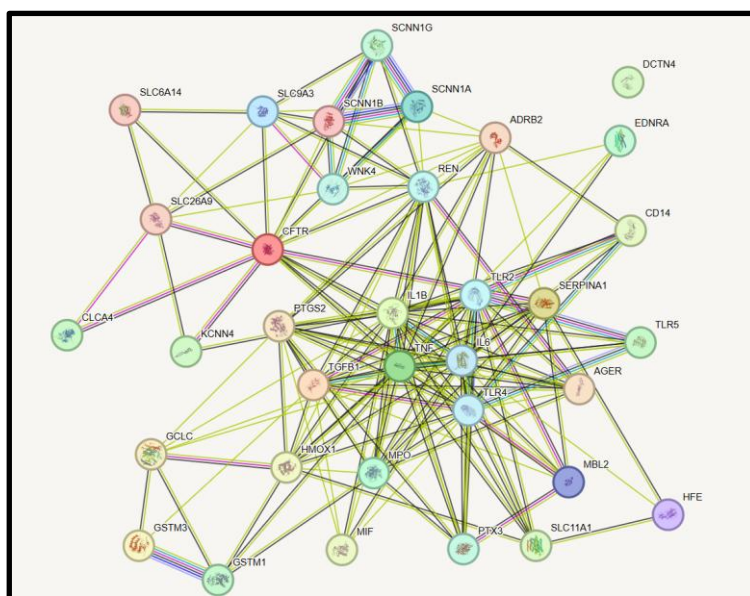 SCNN1G
DCTN4
SLC6A14
SLC9A3
SCNN1B
SCNN1A
ADRB2
EDNRA
WNK4
REN
SLC26A9
CD14
CFTR
TLR2
SERPINA1
IL1B
PTGS2
CLCA4
KCNN4
TLR5
TNF
IL6
TGFB1
AGER
TLR4
GCLC
HMOX1
MPO
MBL2
HFE
GSTM3
MIF
PTX3
SLC11A1
GSTM1